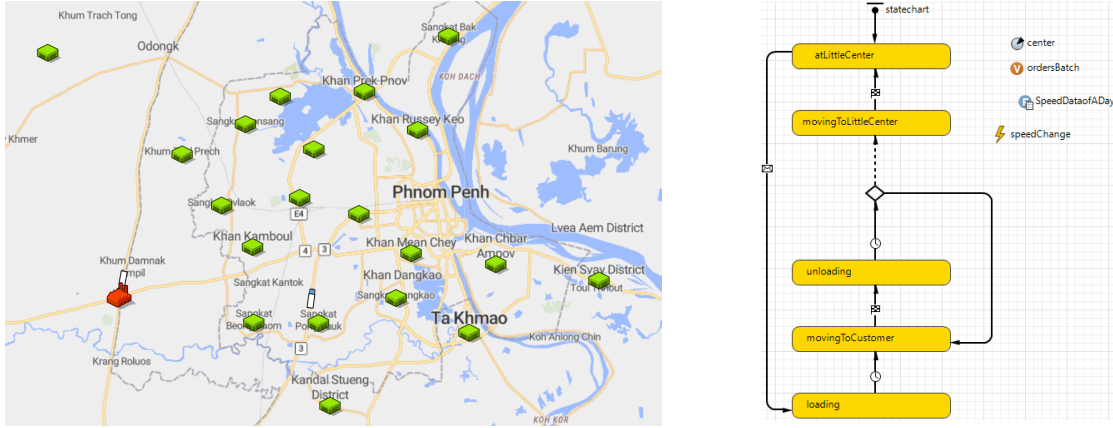 Khum Trach Tong
Odongk
Sangkat Bak
KOH DACH
Khan Prek Pnov
Khan Russey Keo
Khmer
Khum Barung
Phnom Penh
E4
Lvea Aem District
Khan Kamboul
4
3
Khan Mean Chey
Khan Chbar
Ampov
Khum Damnak
Khan Dangkao
Kien Svay District
Sangkat Kantok
Sangkat
Sangkat
Ta Khmao
Koh Anlong Chin
3
Krang Roluos
Kandal Stueng
District
KOH KOR
statechart
atLittleCenter
center
V
ordersBatch
movingToLittleCenter
SpeedDataofADay
speedChange
unloading
movingToCustomer
loading